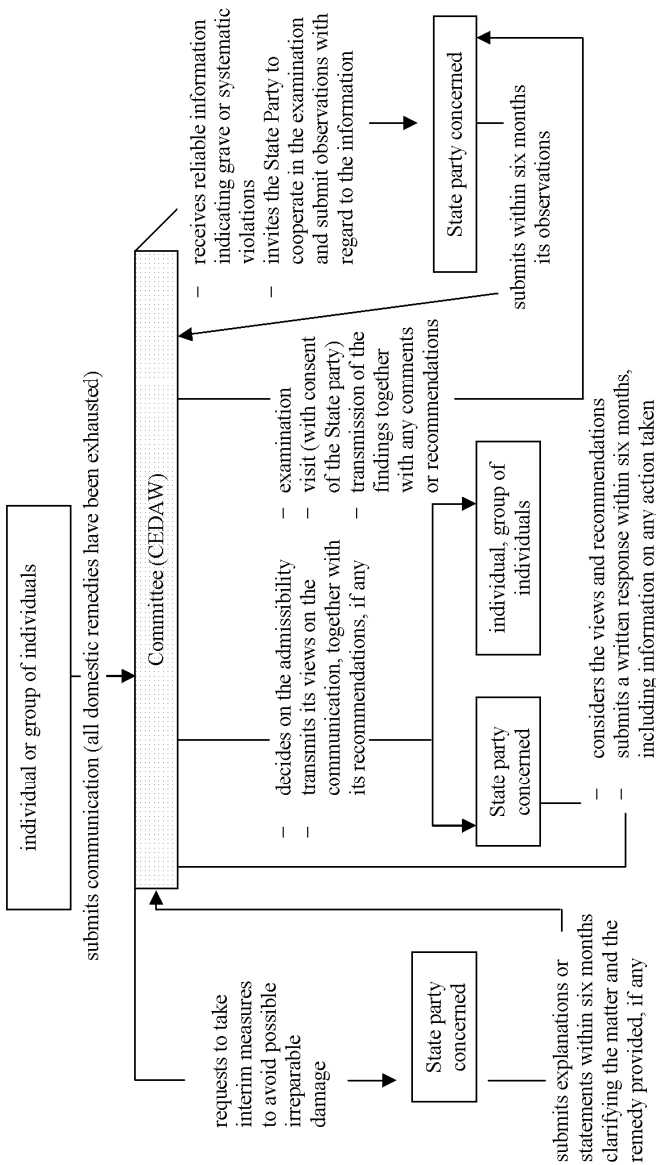 individual or group of individuals
submits communication (all domestic remedies have been exhausted)
Committee (CEDAW)
requests to take
interim measures
to avoid possible
irreparable
damage
State party
concerned
submits explanations or
statements within six months
clarifying the matter and the
remedy provided, if any
– decides on the admissibility
– transmits its views on the
communication, together with
its recommendations, if any
State party
concerned
individual, group of
individuals
– considers the views and recommendations
– submits a written response within six months,
including information on any action taken
– examination
– visit (with consent
of the State party)
– transmission of the
findings together
with any comments
or recommendations
– receives reliable information
indicating grave or systematic
violations
– invites the State Party to
cooperate in the examination
and submit observations with
regard to the information
State party concerned
submits within six months
its observations